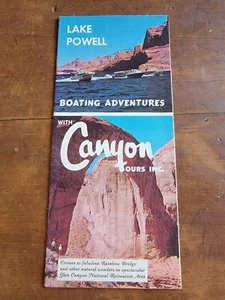 LAKE
POWELL
BOATING ADVENTURES
WITH
Canyon
TOURS INC.
Cruises to fabulous Rainbow Bridge
and other natural wonders in spectacular
Glen Canyon National Recreation Area